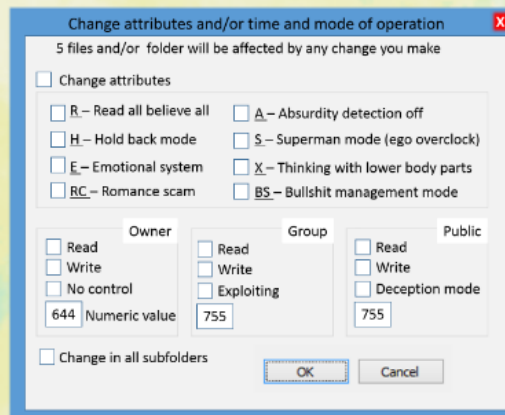 Change attributes and/or time and mode of operation X
5 files and/or folder will be affected by any change you make
Change attributes
R – Read all believe all
A – Absurdity detection off
H – Hold back mode
S – Superman mode (ego overclock)
E – Emotional system
X – Thinking with lower body parts
RC – Romance scam
BS – Bullshit management mode
Owner
Read
Write
No control
644 Numeric value
Group
Read
Write
Exploiting
755
Public
Read
Write
Deception mode
755
Change in all subfolders
OK
Cancel